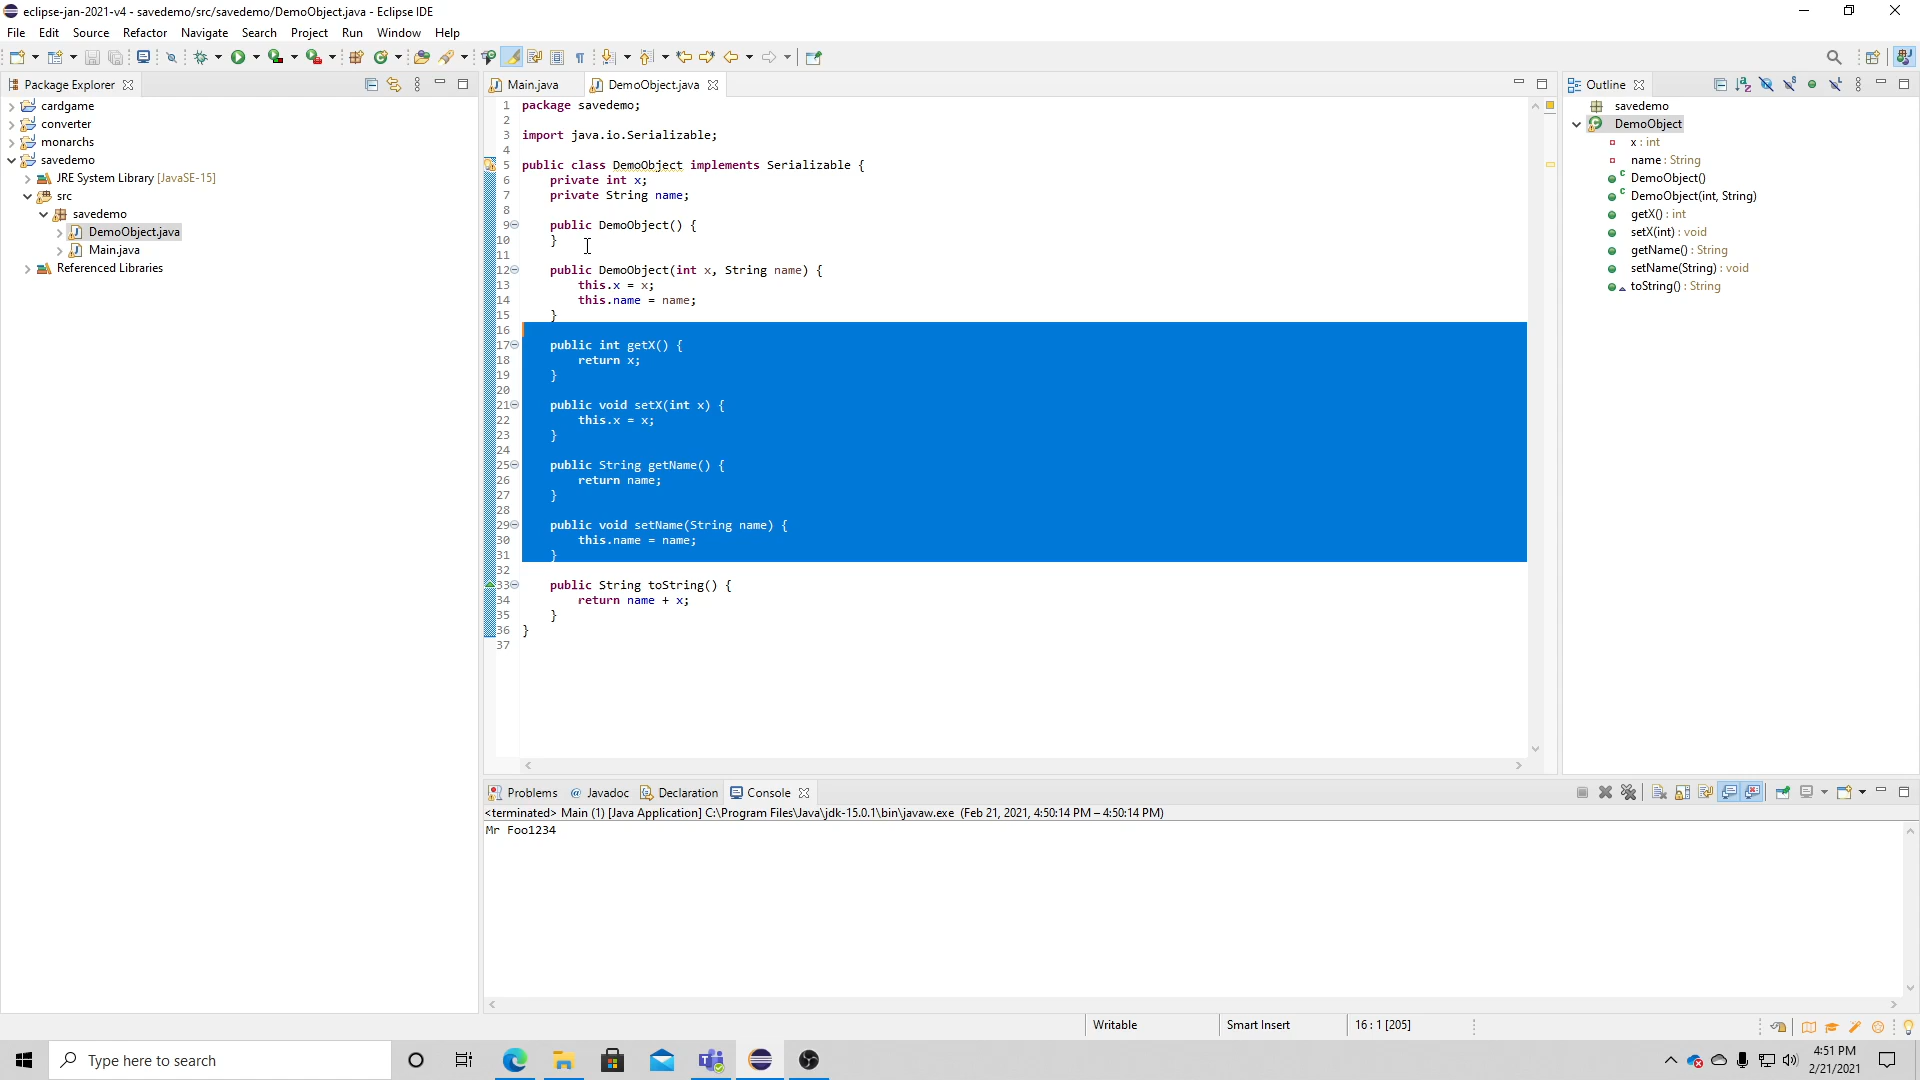 eclipse-jan-2021-v4 - savedemo/src/savedemo/DemoObject.java - Eclipse IDE
File Edit Source Refactor Navigate Search Project Run Window Help
Package Explorer
cardgame
converter
monarchs
savedemo
JRE System Library [JavaSE-15]
src
savedemo
DemoObject.java
Main.java
Referenced Libraries
Main.java DemoObject.java
1 package savedemo;
2
3 import java.io.Serializable;
4
5 public class DemoObject implements Serializable {
6 private int x;
7 private String name;
8
9 public DemoObject() {
10 }
11
12 public DemoObject(int x, String name) {
13 this.x = x;
14 this.name = name;
15 }
16
17 public int getX() {
18 return x;
19 }
20
21 public void setX(int x) {
22 this.x = x;
23 }
24
25 public String getName() {
26 return name;
27 }
28
29 public void setName(String name) {
30 this.name = name;
31 }
32
33 public String toString() {
34 return name + x;
35 }
36 }
37
Outline
savedemo
DemoObject
x : int
name : String
DemoObject()
DemoObject(int, String)
getX() : int
setX(int) : void
getName() : String
setName(String) : void
toString() : String
Problems Javadoc Declaration Console
<terminated> Main (1) [Java Application] C:\Program Files\Java\jdk-15.0.1\bin\javaw.exe (Feb 21, 2021, 4:50:14 PM – 4:50:14 PM)
Mr Foo1234
Writable Smart Insert 16 : 1 [205]
Type here to search
4:51 PM
2/21/2021